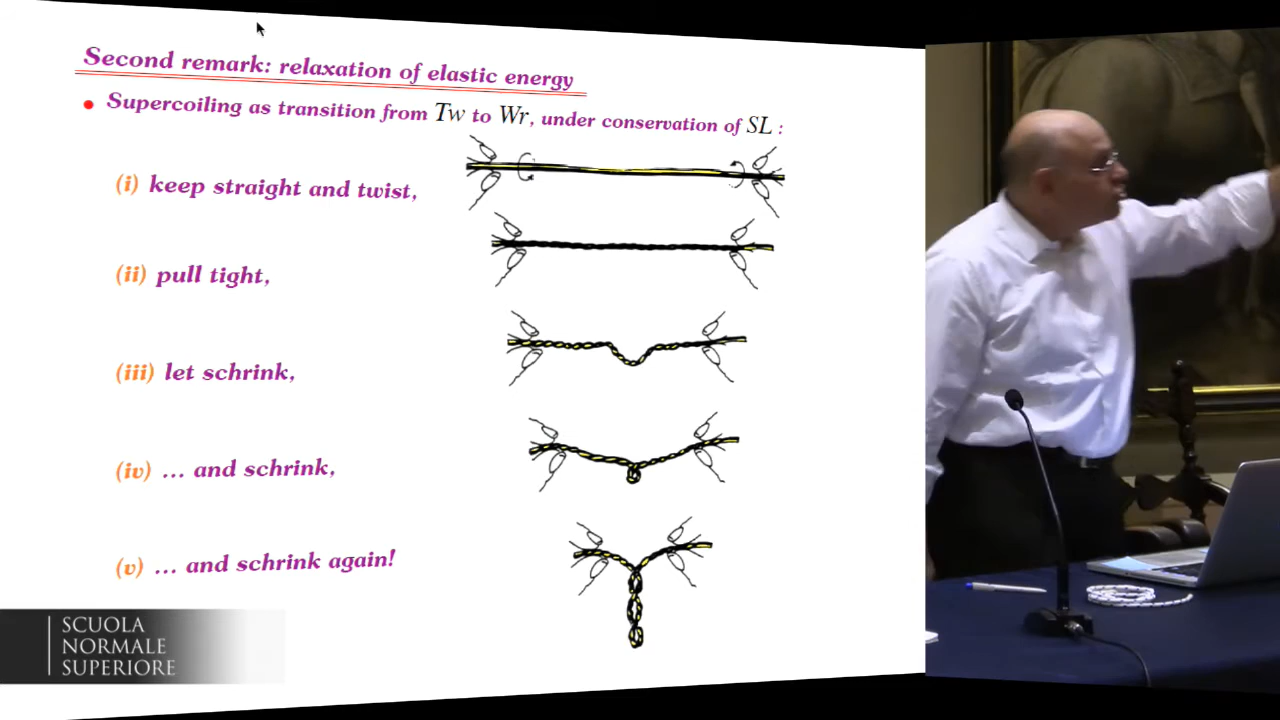 Second remark: relaxation of elastic energy
• Supercoiling as transition from Tw to Wr, under conservation of SL :
(i) keep straight and twist,
(ii) pull tight,
(iii) let schrink,
(iv) ... and schrink,
(v) ... and schrink again!
SCUOLA
NORMALE
SUPERIORE